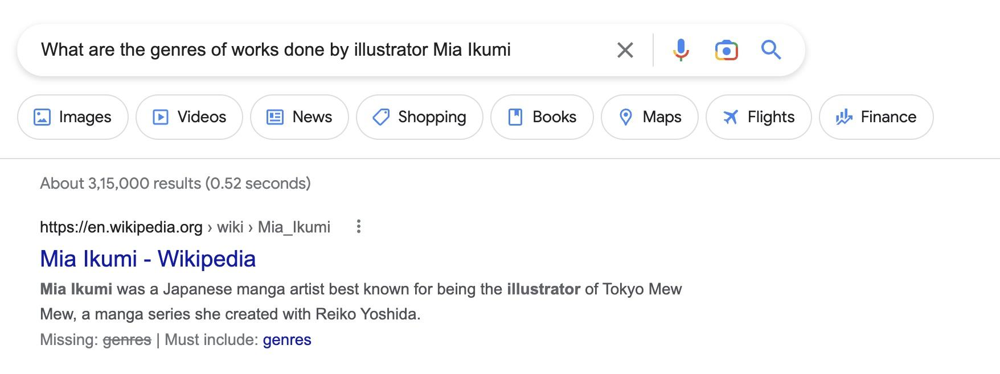 What are the genres of works done by illustrator Mia Ikumi
Images Videos News Shopping Books Maps Flights Finance
About 3,15,000 results (0.52 seconds)
https://en.wikipedia.org › wiki › Mia_Ikumi
Mia Ikumi - Wikipedia
Mia Ikumi was a Japanese manga artist best known for being the illustrator of Tokyo Mew
Mew, a manga series she created with Reiko Yoshida.
Missing: genres | Must include: genres